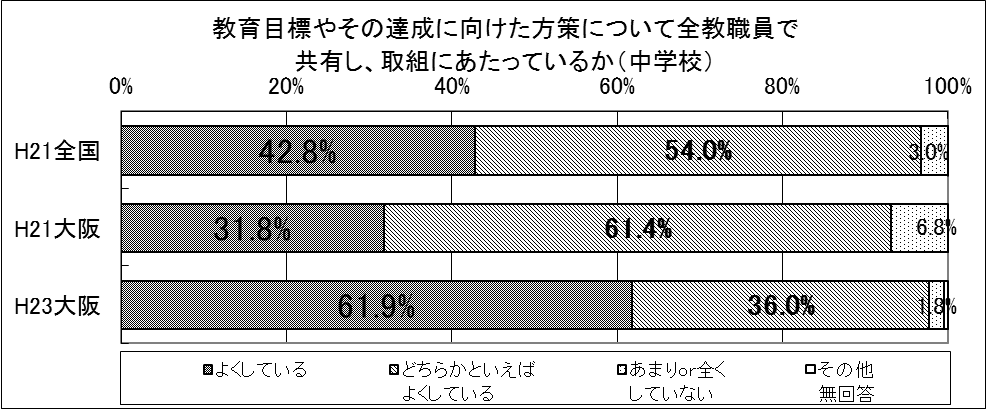 教育目標やその達成に向けた方策について全教職員で
共有し、取組にあたっているか（中学校）
0% 20% 40% 60% 80% 100%
H21全国 42.8% 54.0% 3.0%
H21大阪 31.8% 61.4% 6.8%
H23大阪 61.9% 36.0% 1.8%
よくしている どちらかといえば あまりor全く その他
よくしている していない 無回答